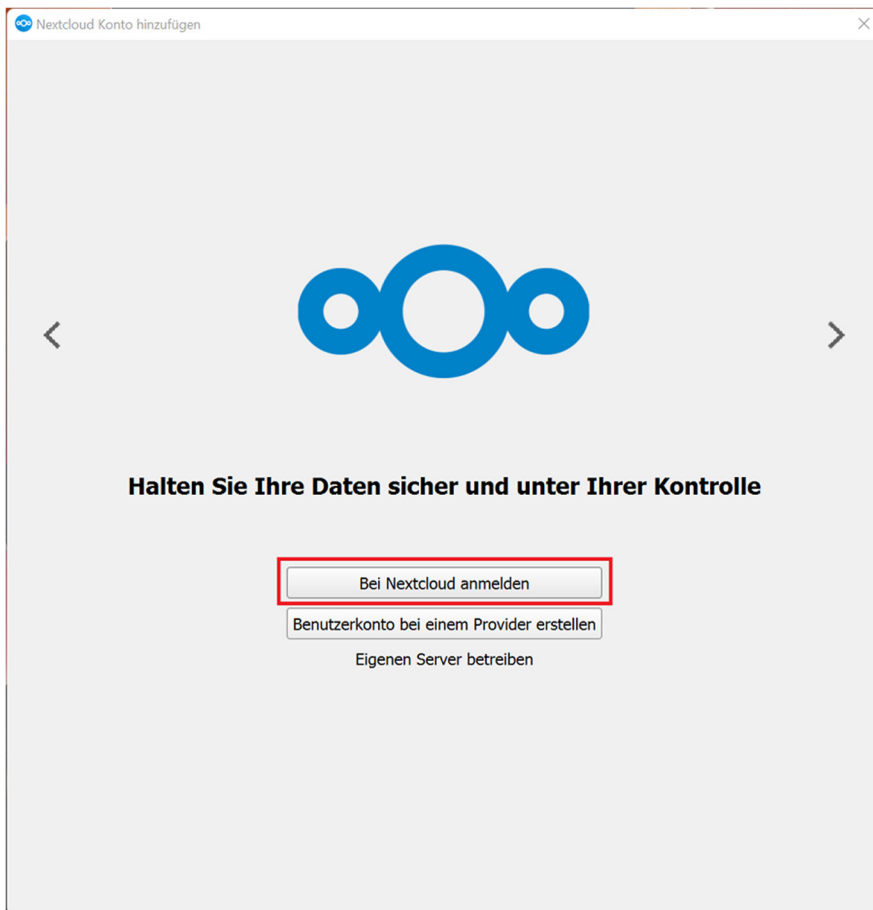 Nextcloud Konto hinzufügen
Halten Sie Ihre Daten sicher und unter Ihrer Kontrolle
Bei Nextcloud anmelden
Benutzerkonto bei einem Provider erstellen
Eigenen Server betreiben